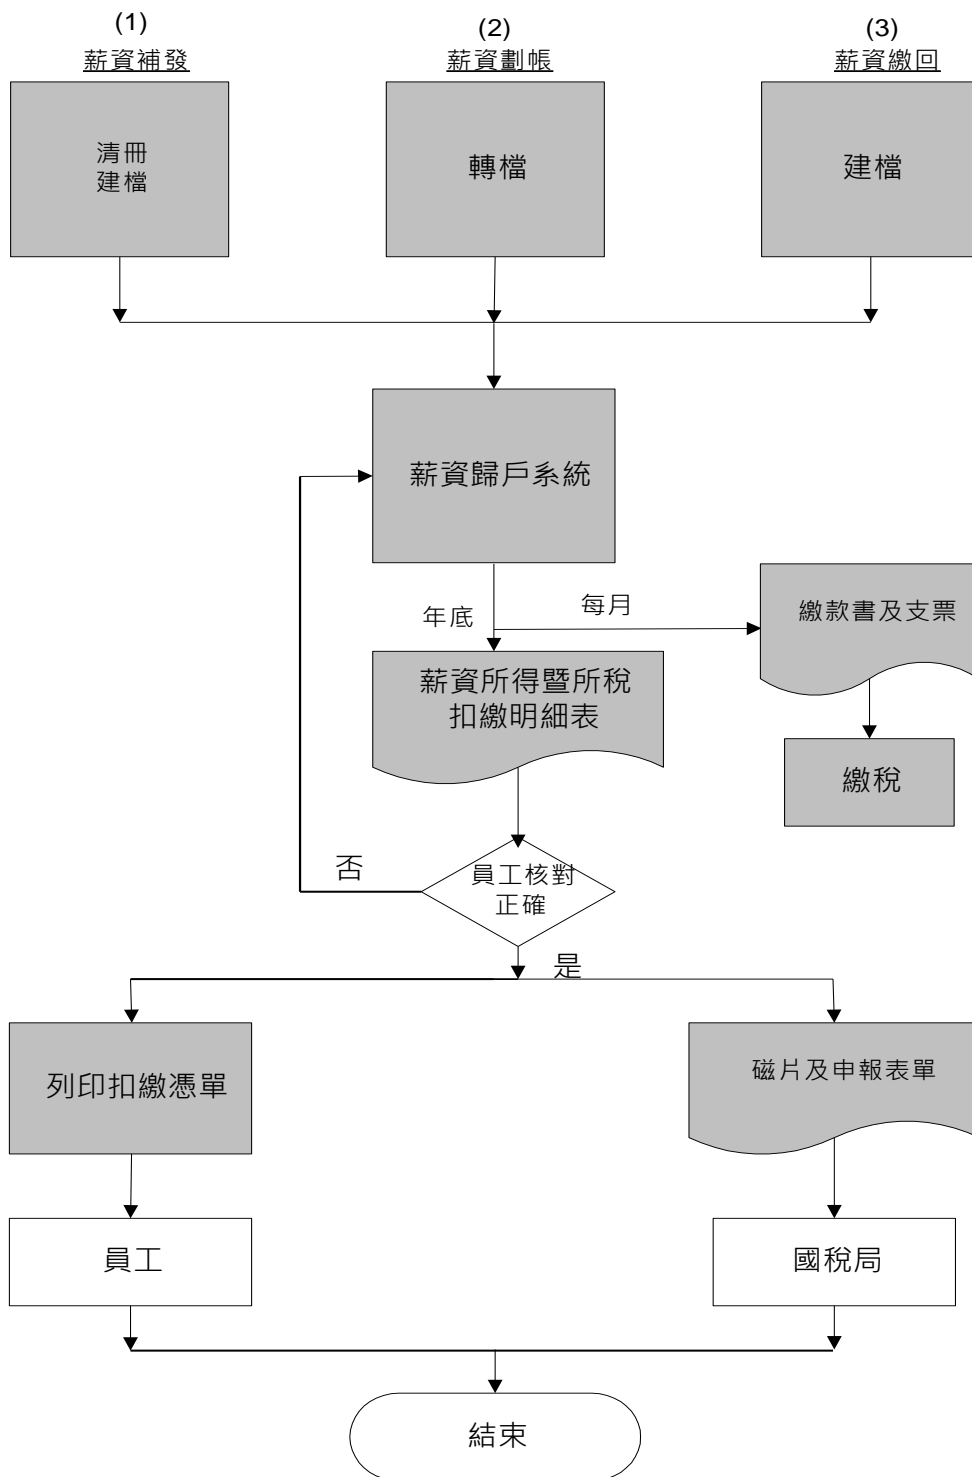 (1)
(2)
(3)
薪資補發
薪資劃帳
薪資繳回
清冊
建檔
轉檔
建檔
薪資歸戶系統
年底
每月
繳款書及支票
薪資所得暨所稅
扣繳明細表
繳稅
否
員工核對
正確
是
列印扣繳憑單
磁片及申報表單
員工
國稅局
結束